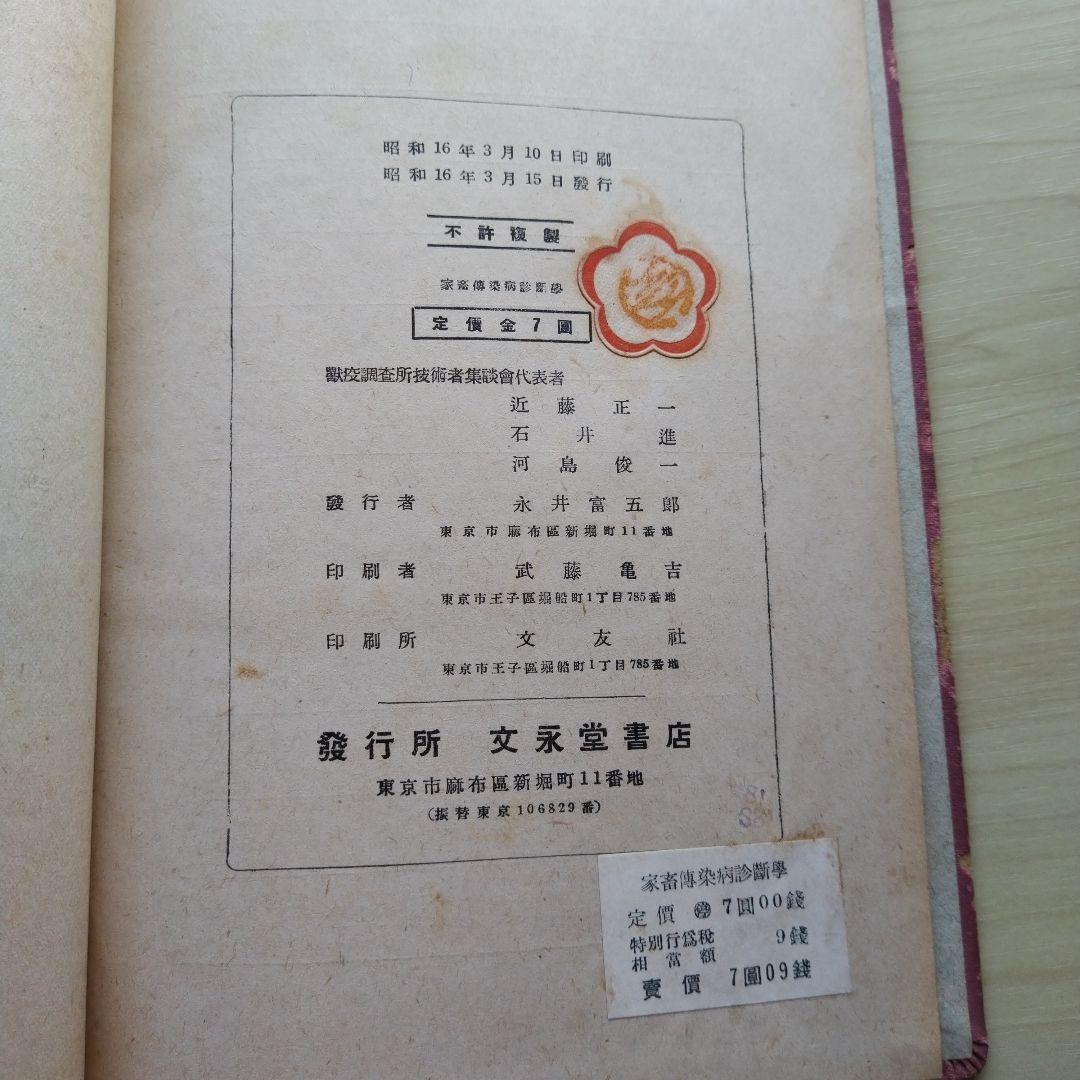 昭和16年3月10日印刷
昭和16年3月15日發行
不許複製
家畜傳染病診斷學
定價金7圓
獸疫調査所技術者集談會代表者
近藤正一
石井進
河島俊一
發行者 永井富五郞
東京市麻布區新堀町11番地
印刷者 武藤亀吉
東京市王子區堀船町1丁目785番地
印刷所 文友社
東京市王子區堀船町1丁目785番地
發行所 文永堂書店
東京市麻布區新堀町11番地
(振替東京106829番)
家畜傳染病診斷學
定價 ㊝ 7圓00錢
特別行爲稅相當額 9錢
賣價 7圓09錢